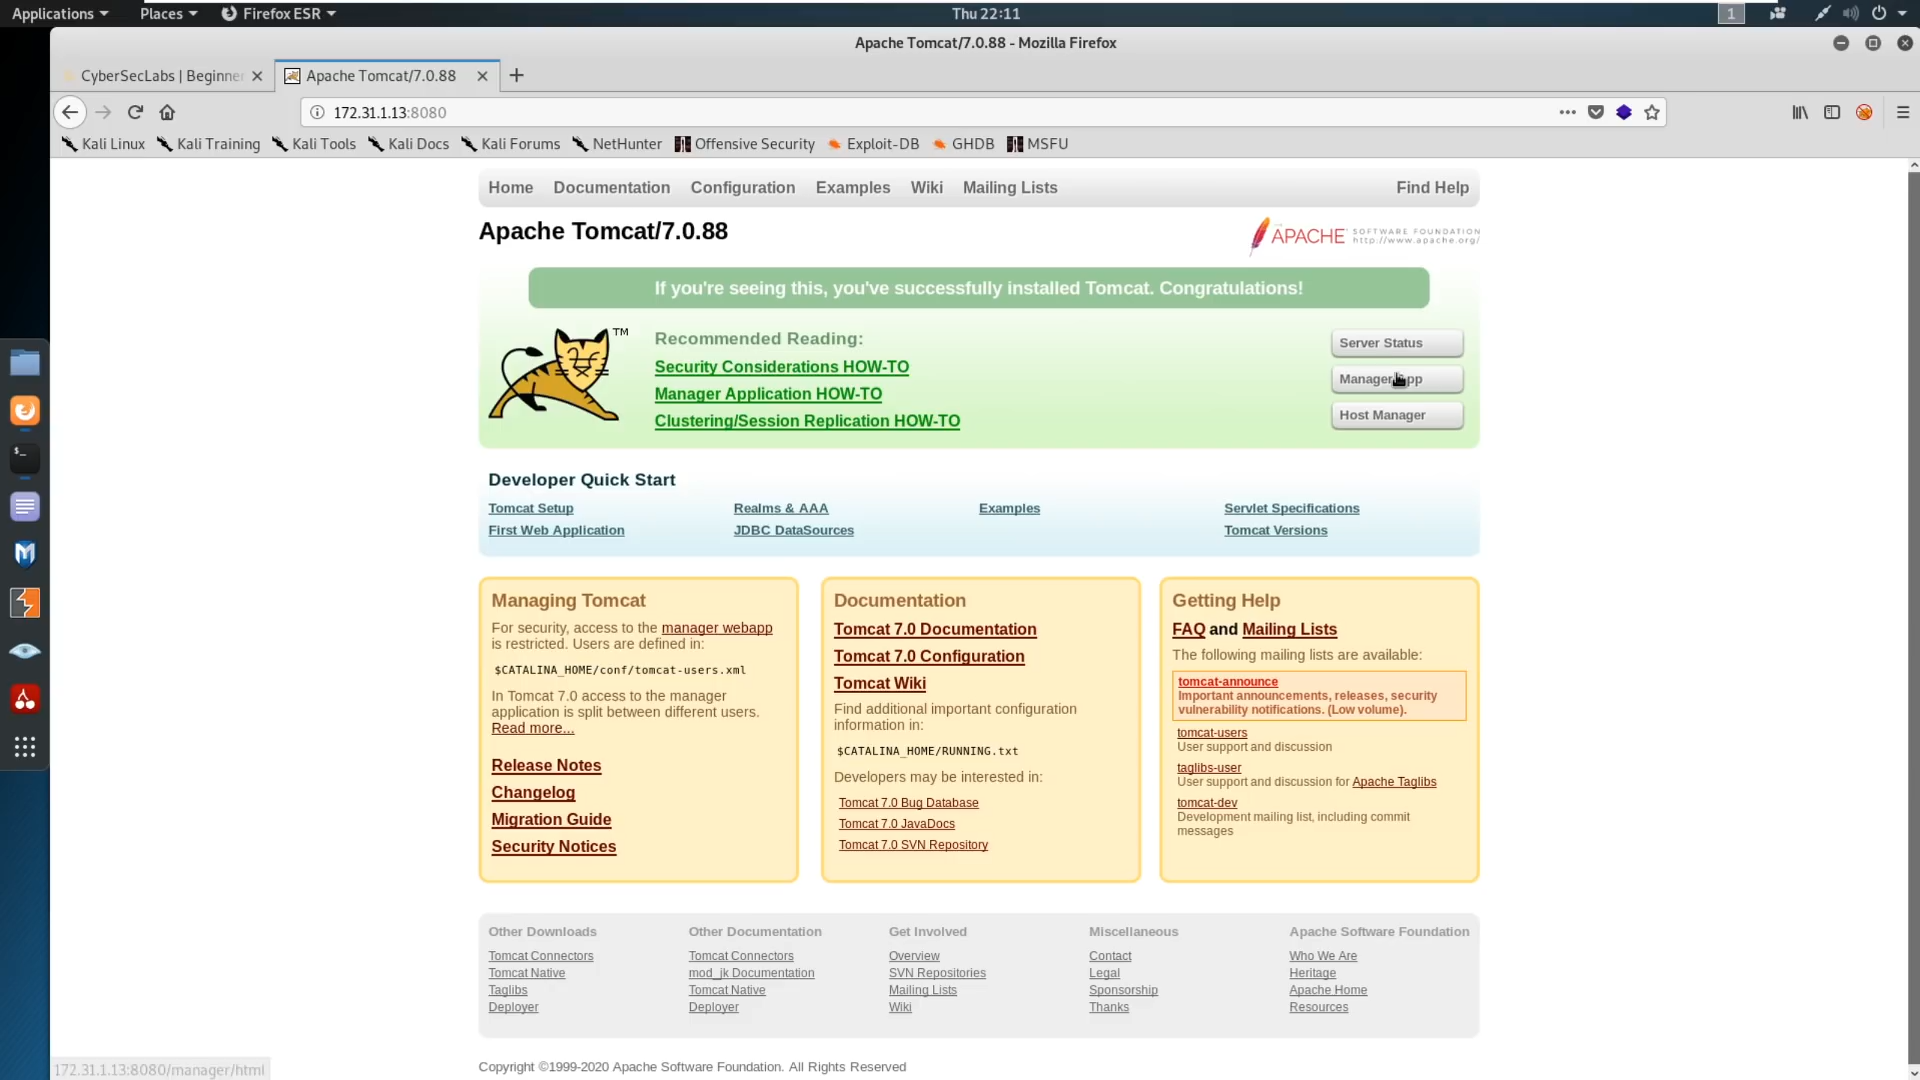 Applications Places Firefox ESR Thu 22:11 1
Apache Tomcat/7.0.88 - Mozilla Firefox
CyberSecLabs | Beginner Apache Tomcat/7.0.88
172.31.1.13:8080
Kali Linux Kali Training Kali Tools Kali Docs Kali Forums NetHunter Offensive Security Exploit-DB GHDB MSFU
Home Documentation Configuration Examples Wiki Mailing Lists Find Help
Apache Tomcat/7.0.88
APACHE SOFTWARE FOUNDATION
http://www.apache.org/
If you're seeing this, you've successfully installed Tomcat. Congratulations!
TM
Recommended Reading:
Security Considerations HOW-TO
Manager Application HOW-TO
Clustering/Session Replication HOW-TO
Server Status
Manager App
Host Manager
Developer Quick Start
Tomcat Setup Realms & AAA Examples Servlet Specifications
First Web Application JDBC DataSources Tomcat Versions
Managing Tomcat
For security, access to the manager webapp
is restricted. Users are defined in:
$CATALINA_HOME/conf/tomcat-users.xml
In Tomcat 7.0 access to the manager
application is split between different users.
Read more...
Release Notes
Changelog
Migration Guide
Security Notices
Documentation
Tomcat 7.0 Documentation
Tomcat 7.0 Configuration
Tomcat Wiki
Find additional important configuration
information in:
$CATALINA_HOME/RUNNING.txt
Developers may be interested in:
Tomcat 7.0 Bug Database
Tomcat 7.0 JavaDocs
Tomcat 7.0 SVN Repository
Getting Help
FAQ and Mailing Lists
The following mailing lists are available:
tomcat-announce
Important announcements, releases, security
vulnerability notifications. (Low volume).
tomcat-users
User support and discussion
taglibs-user
User support and discussion for Apache Taglibs
tomcat-dev
Development mailing list, including commit
messages
Other Downloads
Tomcat Connectors
Tomcat Native
Taglibs
Deployer
Other Documentation
Tomcat Connectors
mod_jk Documentation
Tomcat Native
Deployer
Get Involved
Overview
SVN Repositories
Mailing Lists
Wiki
Miscellaneous
Contact
Legal
Sponsorship
Thanks
Apache Software Foundation
Who We Are
Heritage
Apache Home
Resources
Copyright ©1999-2020 Apache Software Foundation. All Rights Reserved
172.31.1.13:8080/manager/html